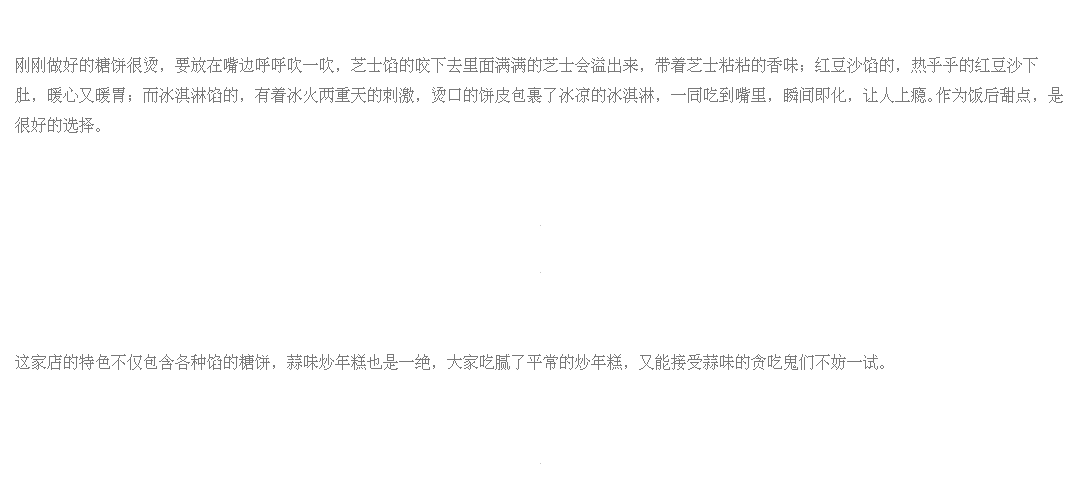 刚刚做好的糖饼很烫，要放在嘴边呼呼吹一吹，芝士馅的咬下去里面满满的芝士会溢出来，带着芝士粘粘的香味；红豆沙馅的，热乎乎的红豆沙下
肚，暖心又暖胃；而冰淇淋馅的，有着冰火两重天的刺激，烫口的饼皮包裹了冰凉的冰淇淋，一同吃到嘴里，瞬间即化，让人上瘾。作为饭后甜点，是
很好的选择。
这家店的特色不仅包含各种馅的糖饼，蒜味炒年糕也是一绝，大家吃腻了平常的炒年糕，又能接受蒜味的贪吃鬼们不妨一试。